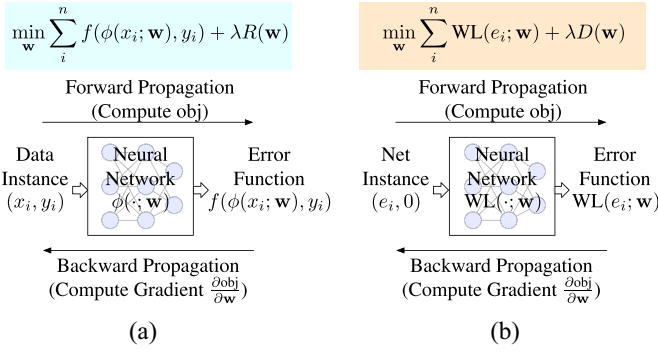 min_w \sum_i^n f(φ(x_i; w), y_i) + λR(w)
Forward Propagation
(Compute obj)
Data
Instance
(x_i, y_i)
Neural
Network
φ(·; w)
Error
Function
f(φ(x_i; w), y_i)
Backward Propagation
(Compute Gradient ∂obj/∂w)
(a)
min_w \sum_i^n WL(e_i; w) + λD(w)
Forward Propagation
(Compute obj)
Net
Instance
(e_i, 0)
Neural
Network
WL(·; w)
Error
Function
WL(e_i; w)
Backward Propagation
(Compute Gradient ∂obj/∂w)
(b)